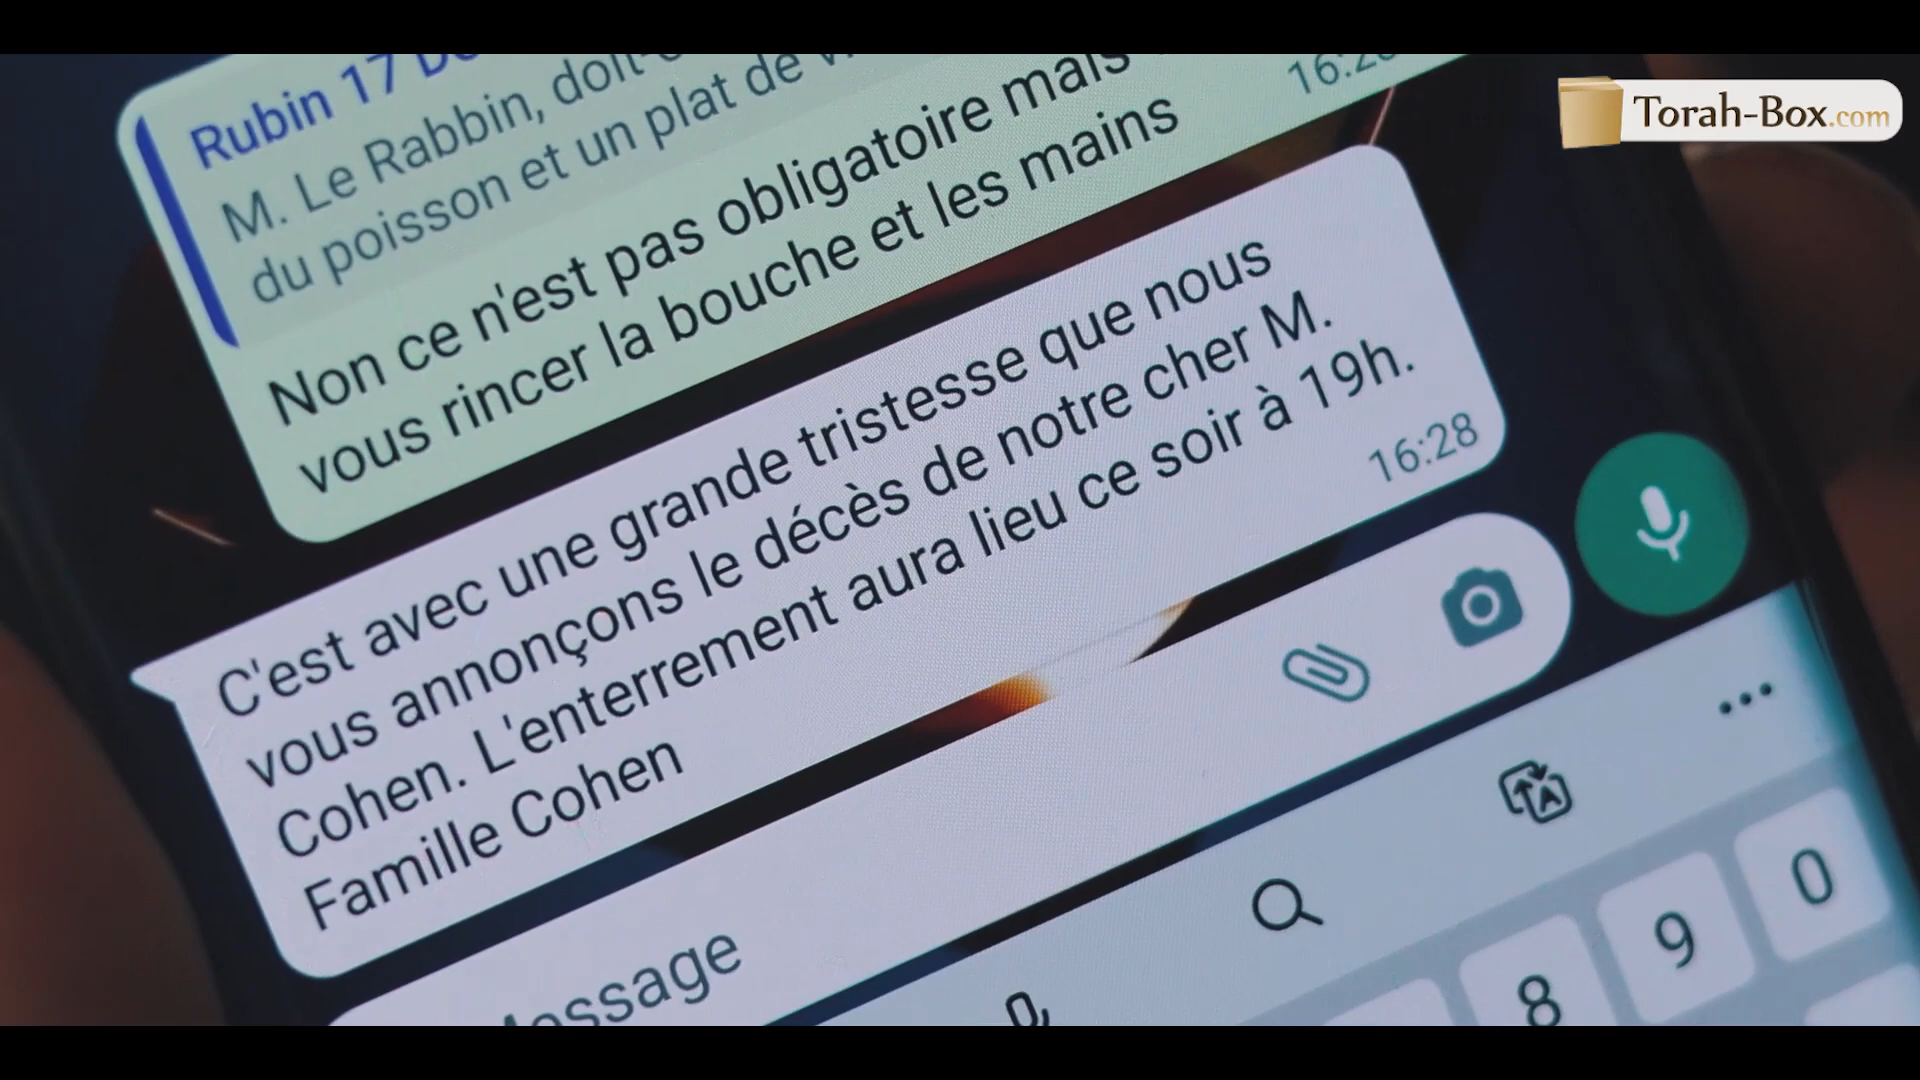 Rubin 17
M. Le Rabbin, doit-
du poisson et un plat de
Non ce n'est pas obligatoire mais
vous rincer la bouche et les mains
Torah-Box.com
C'est avec une grande tristesse que nous
vous annonçons le décès de notre cher M.
Cohen. L'enterrement aura lieu ce soir à 19h.
Famille Cohen
16:28
Message
8 9 0